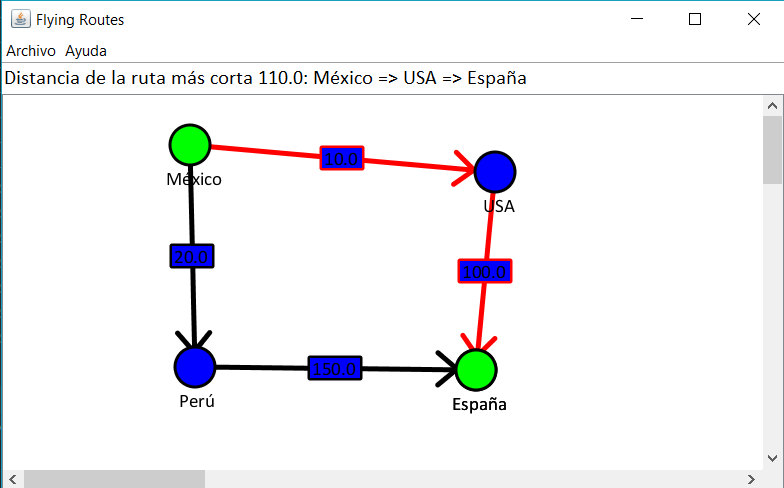 Flying Routes
Archivo Ayuda
Distancia de la ruta más corta 110.0: México => USA => España
10.0
México
USA
20.0
100.0
150.0
Perú
España